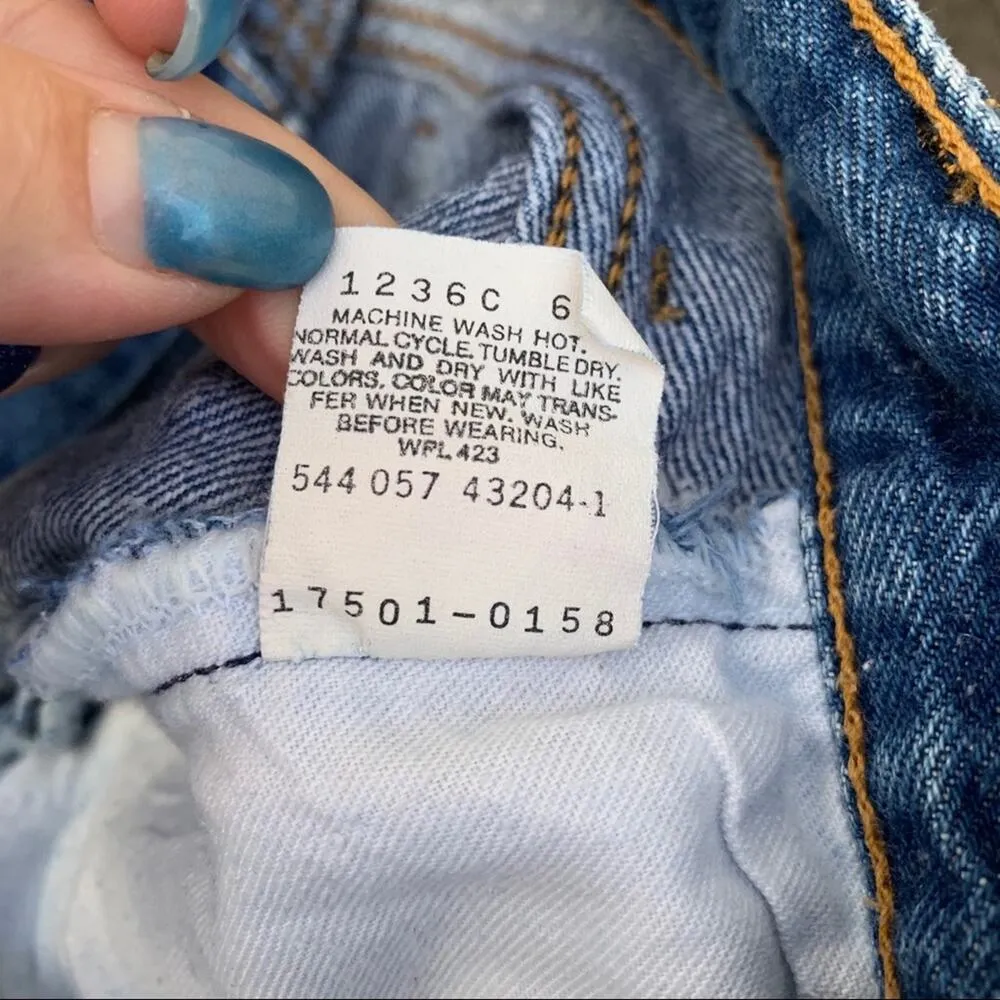 1236C 6
MACHINE WASH HOT.
NORMAL CYCLE. TUMBLE DRY.
WASH AND DRY WITH LIKE
COLORS. COLOR MAY TRANS-
FER WHEN NEW. WASH
BEFORE WEARING.
WPL 423
544 057 43204-1
17501-0158